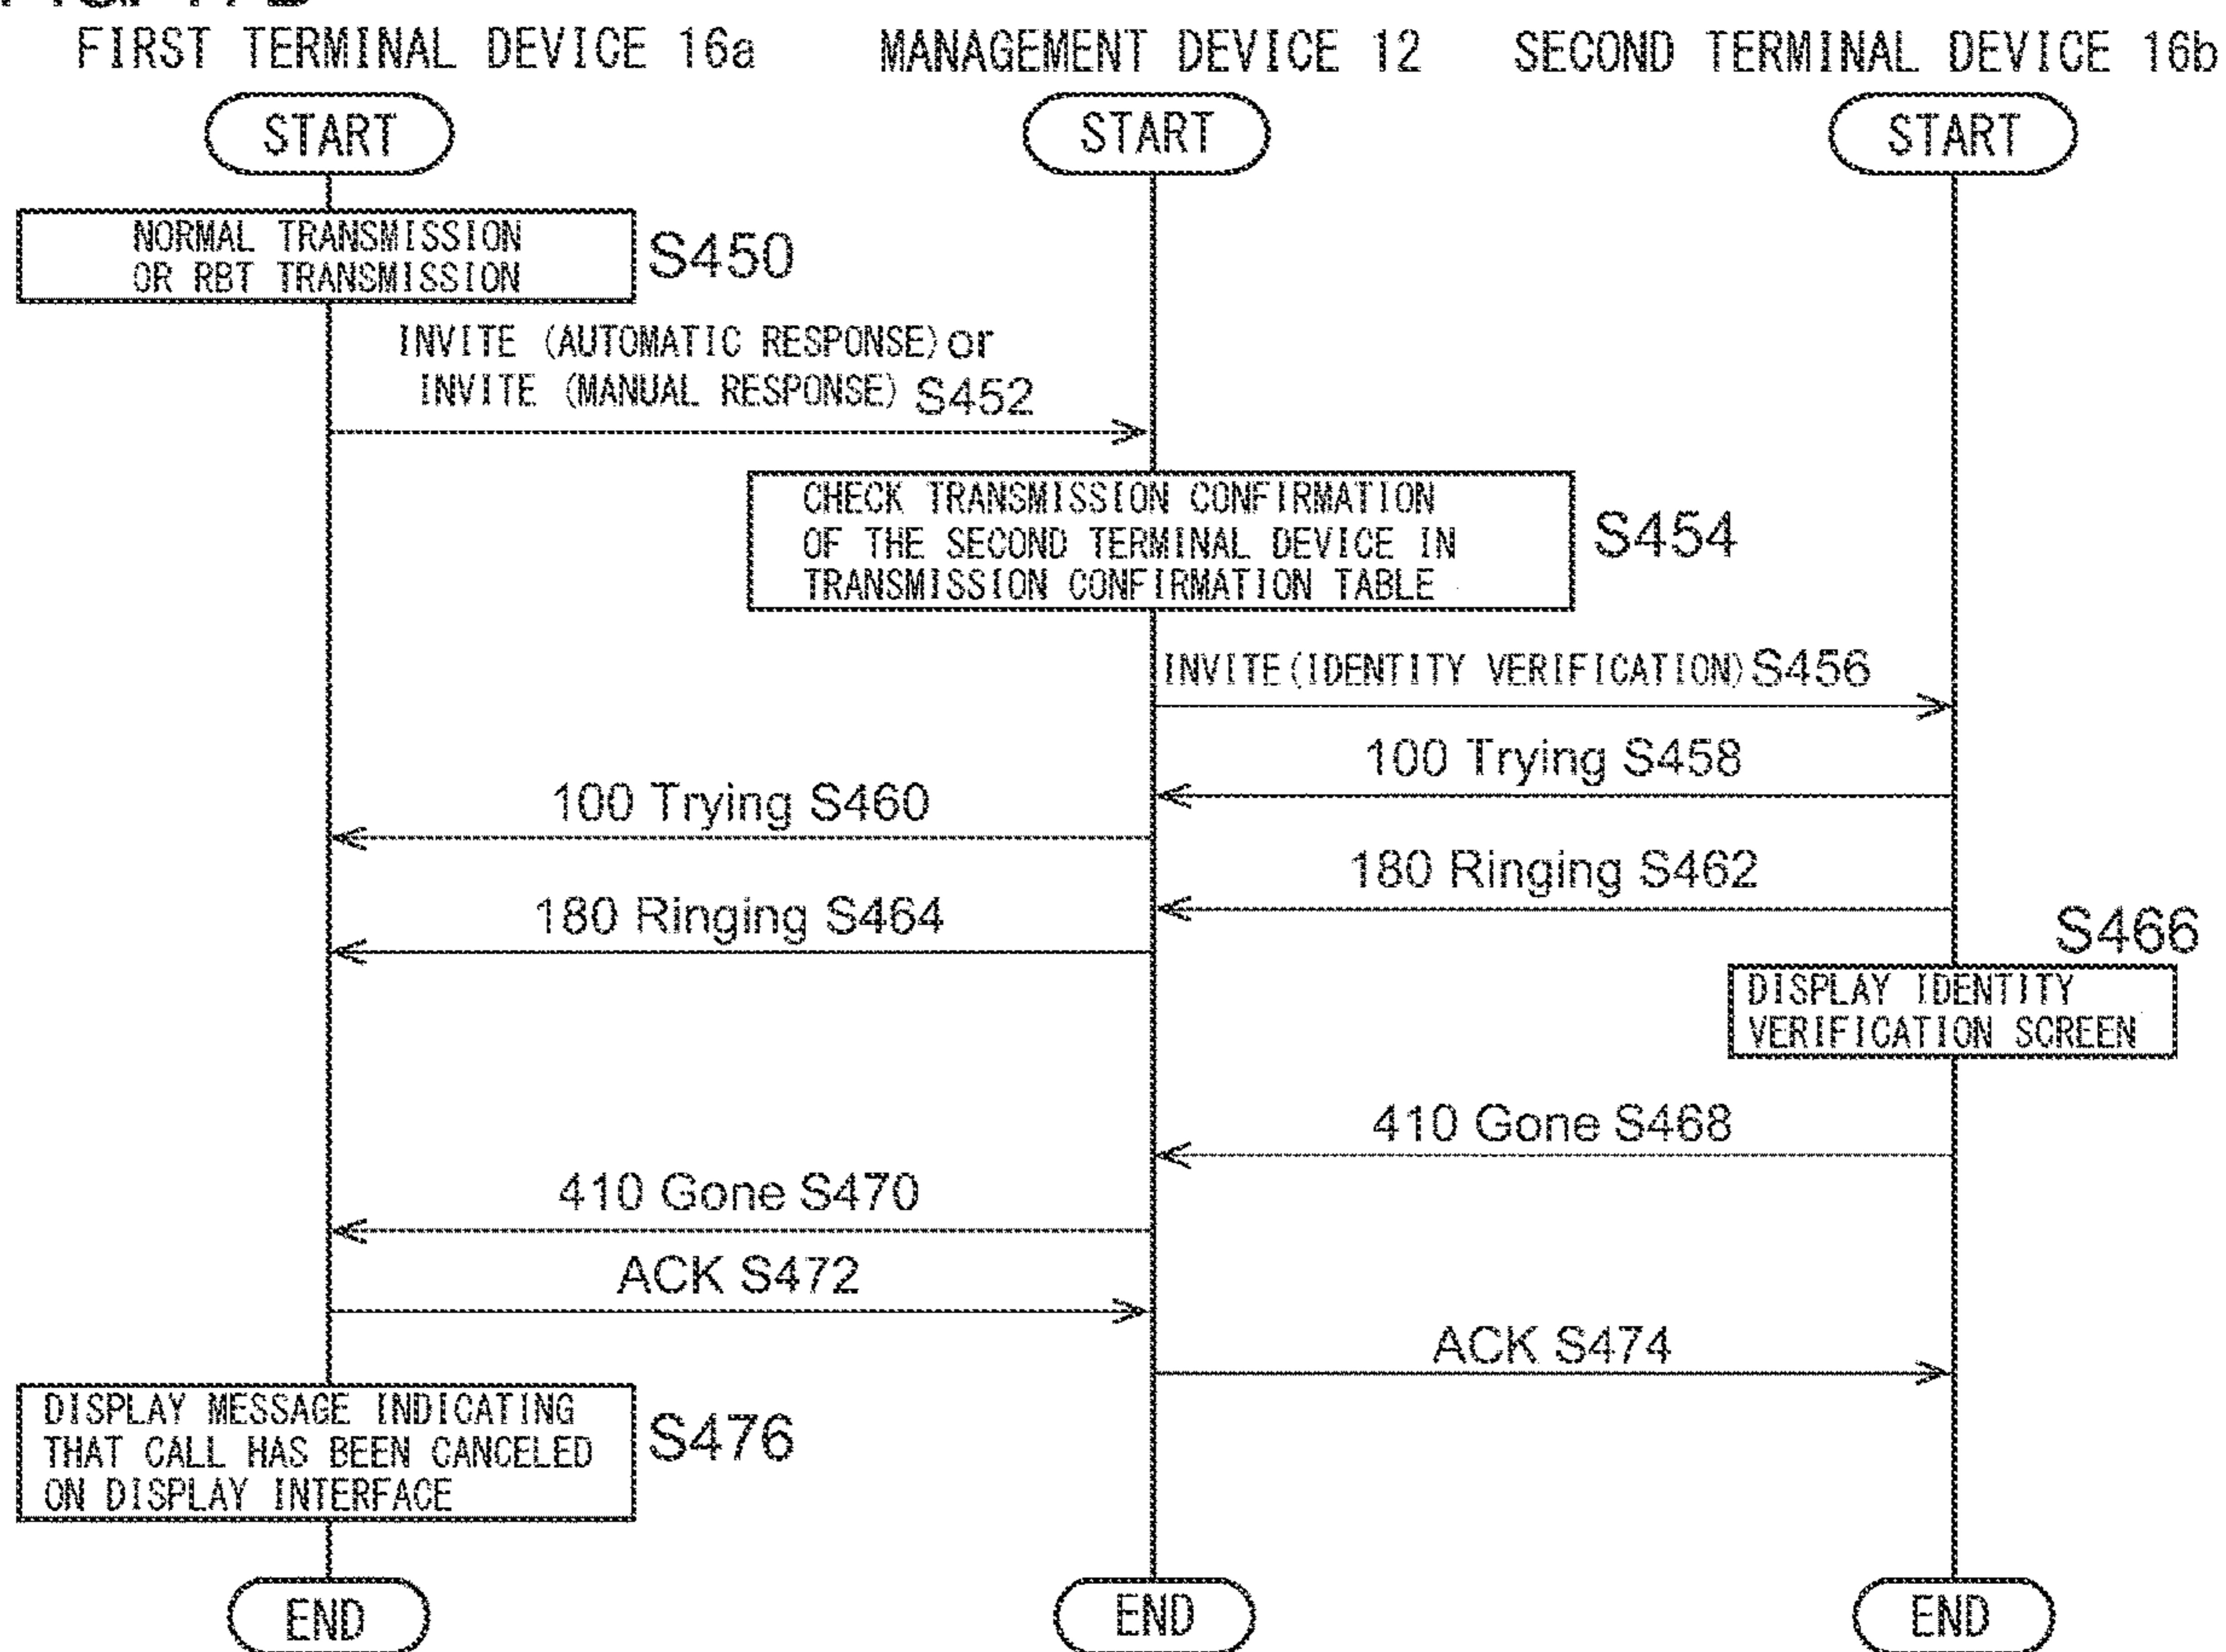 FIRST TERMINAL DEVICE 16a
MANAGEMENT DEVICE 12
SECOND TERMINAL DEVICE 16b
START
START
START
NORMAL TRANSMISSION
OR RBT TRANSMISSION
S450
INVITE (AUTOMATIC RESPONSE) or
INVITE (MANUAL RESPONSE) S452
CHECK TRANSMISSION CONFIRMATION
OF THE SECOND TERMINAL DEVICE IN
TRANSMISSION CONFIRMATION TABLE
S454
INVITE(IDENTITY VERIFICATION) S456
100 Trying S458
100 Trying S460
180 Ringing S462
180 Ringing S464
S466
DISPLAY IDENTITY
VERIFICATION SCREEN
410 Gone S468
410 Gone S470
ACK S472
ACK S474
DISPLAY MESSAGE INDICATING
THAT CALL HAS BEEN CANCELED
ON DISPLAY INTERFACE
S476
END
END
END